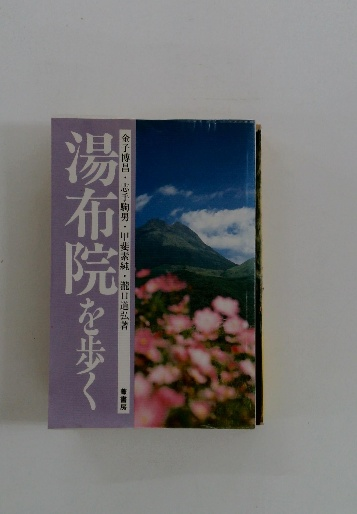 湯布院を歩く
金子博昌・志手駒男・甲斐素純・瀧口道弘著
葦書房